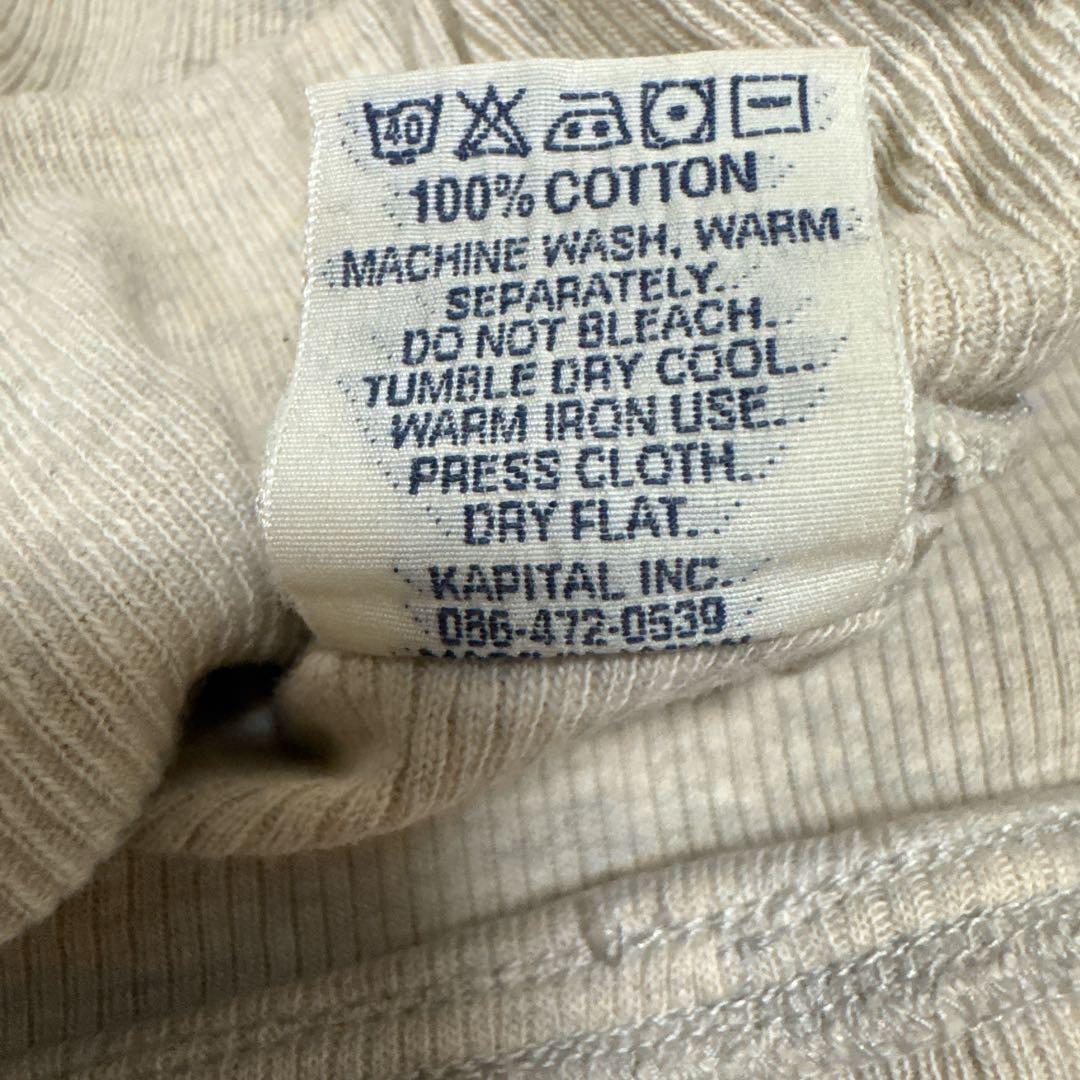 40
100% COTTON
MACHINE WASH, WARM
SEPARATELY.
DO NOT BLEACH.
TUMBLE DRY COOL.
WARM IRON USE.
PRESS CLOTH.
DRY FLAT.
KAPITAL INC.
086-472-0539